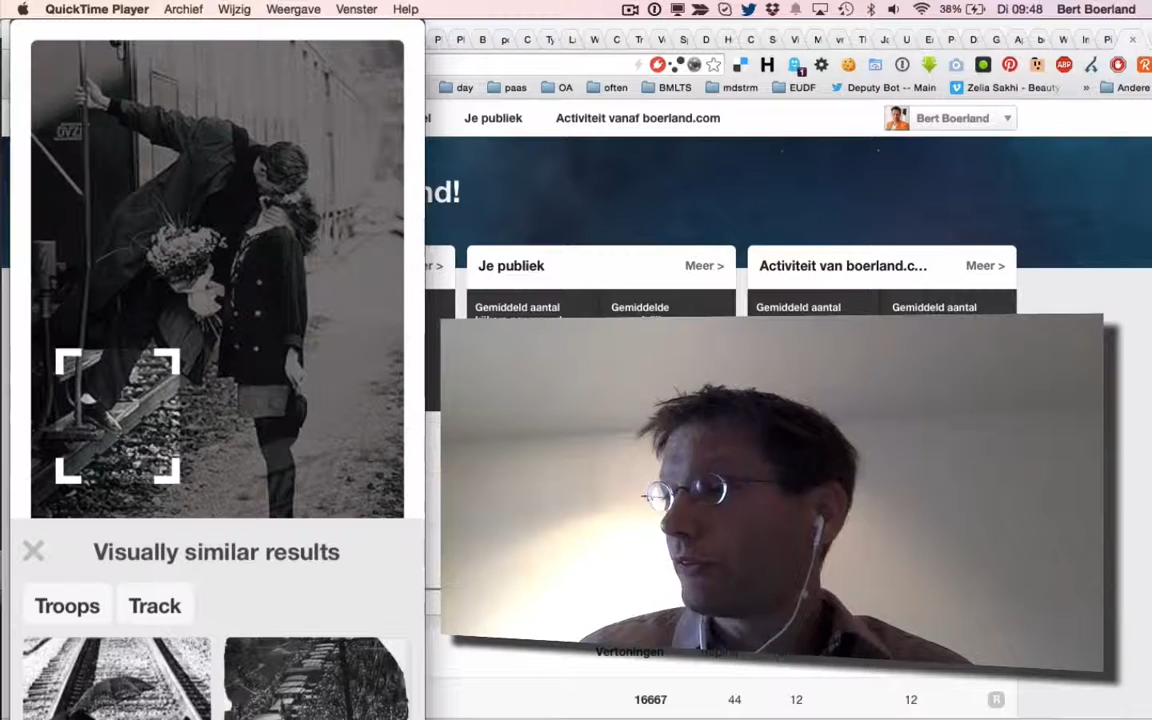 QuickTime Player Archief Wijzig Weergave Venster Help 38% Di 09:48 Bert Boerland
day paas OA often BMLTS mdstrm EUDF Deputy Bot -- Main Zelia Sakhi - Beauty » Andere
el Je publiek Activiteit vanaf boerland.com Bert Boerland
nd!
er > Je publiek Meer > Activiteit van boerland.c... Meer >
Gemiddeld aantal Gemiddelde Gemiddeld aantal Gemiddeld aantal
Visually similar results
Troops Track
Vertoningen
16667 44 12 12 R